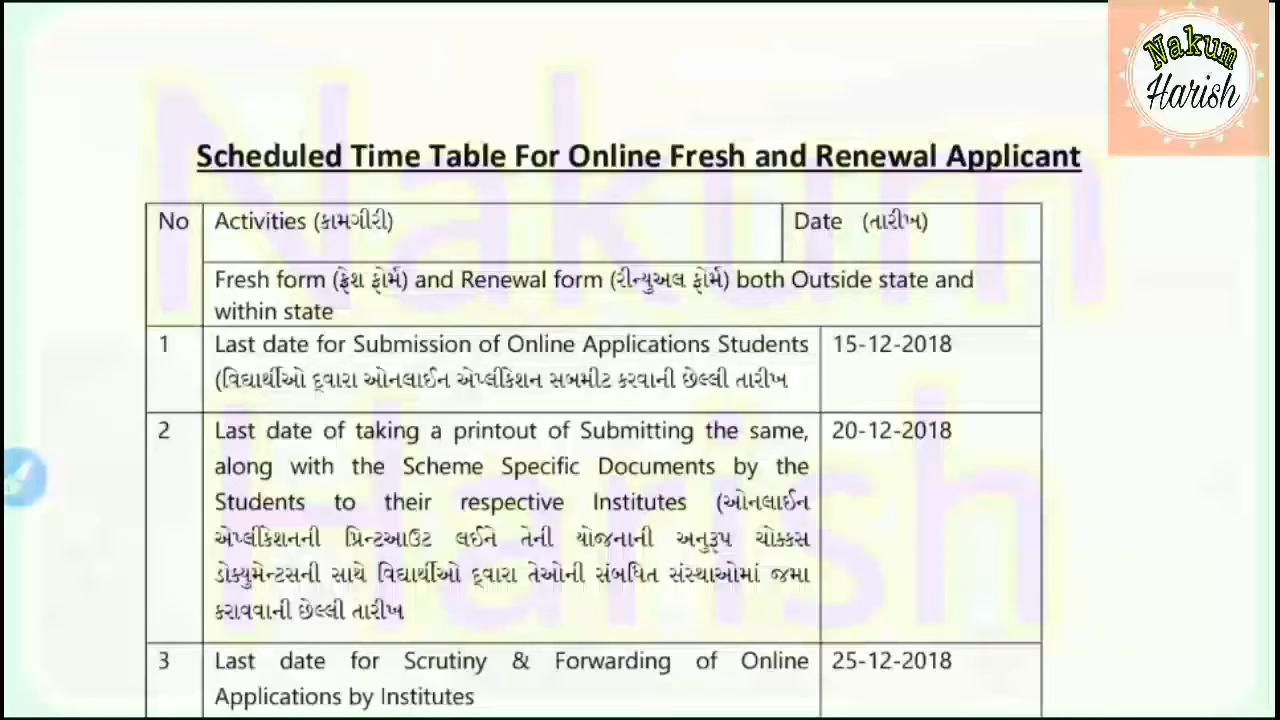 Nakum
Harish
Scheduled Time Table For Online Fresh and Renewal Applicant
No Activities (કામગીરી) Date (તારીખ)
Fresh form (ફ્રેશ ફોર્મ) and Renewal form (રીન્યુઅલ ફોર્મ) both Outside state and
within state
1 Last date for Submission of Online Applications Students 15-12-2018
(વિદ્યાર્થીઓ દ્વારા ઓનલાઈન એપ્લીકેશન સબમીટ કરવાની છેલ્લી તારીખ
2 Last date of taking a printout of Submitting the same, 20-12-2018
along with the Scheme Specific Documents by the
Students to their respective Institutes (ઓનલાઈન
એપ્લીકેશનની પ્રિન્ટઆઉટ લઈને તેની યોજનાની અનુરૂપ ચોક્કસ
ડોક્યુમેન્ટસની સાથે વિદ્યાર્થીઓ દ્વારા તેઓની સંબધિત સંસ્થાઓમાં જમા
કરાવવાની છેલ્લી તારીખ
3 Last date for Scrutiny & Forwarding of Online 25-12-2018
Applications by Institutes
Nakum
Harish